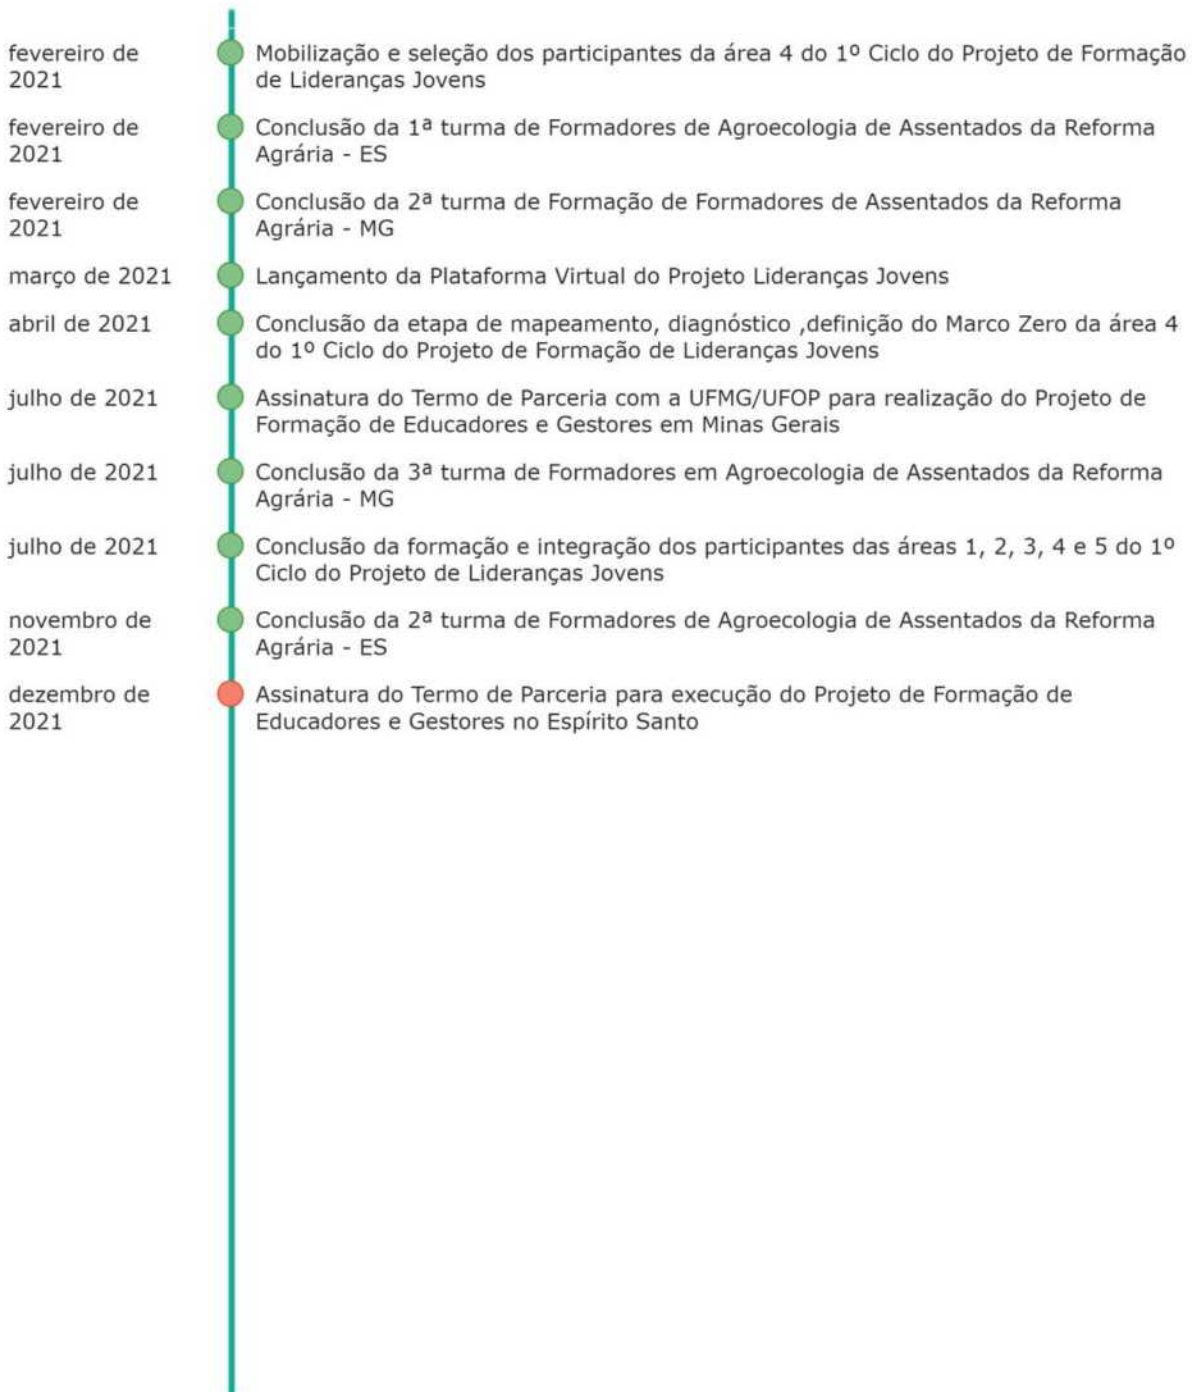 fevereiro de
2021
Mobilização e seleção dos participantes da área 4 do 1º Ciclo do Projeto de Formação
de Lideranças Jovens
fevereiro de
2021
Conclusão da 1ª turma de Formadores de Agroecologia de Assentados da Reforma
Agrária - ES
fevereiro de
2021
Conclusão da 2ª turma de Formação de Formadores de Assentados da Reforma
Agrária - MG
março de 2021
Lançamento da Plataforma Virtual do Projeto Lideranças Jovens
abril de 2021
Conclusão da etapa de mapeamento, diagnóstico ,definição do Marco Zero da área 4
do 1º Ciclo do Projeto de Formação de Lideranças Jovens
julho de 2021
Assinatura do Termo de Parceria com a UFMG/UFOP para realização do Projeto de
Formação de Educadores e Gestores em Minas Gerais
julho de 2021
Conclusão da 3ª turma de Formadores em Agroecologia de Assentados da Reforma
Agrária - MG
julho de 2021
Conclusão da formação e integração dos participantes das áreas 1, 2, 3, 4 e 5 do 1º
Ciclo do Projeto de Lideranças Jovens
novembro de
2021
Conclusão da 2ª turma de Formadores de Agroecologia de Assentados da Reforma
Agrária - ES
dezembro de
2021
Assinatura do Termo de Parceria para execução do Projeto de Formação de
Educadores e Gestores no Espírito Santo